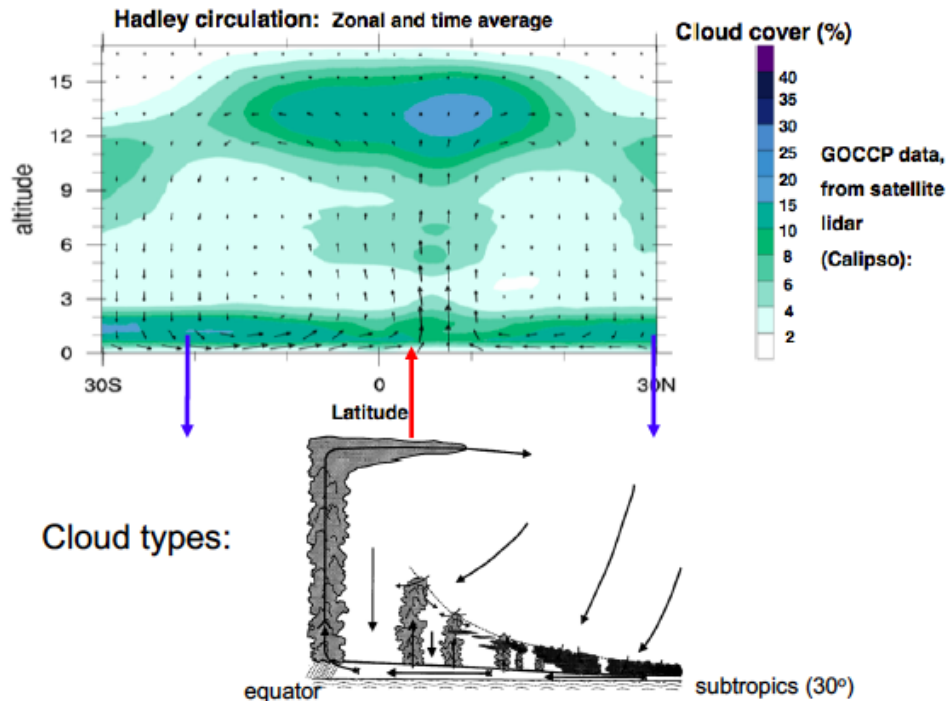 Hadley circulation: Zonal and time average
Cloud cover (%)
altitude
15
12
9
6
3
0
30S
0
30N
Latitude
40
35
30
25
20
15
10
8
6
4
2
GOCCP data,
from satellite
lidar
(Calipso):
Cloud types:
equator
subtropics (30º)